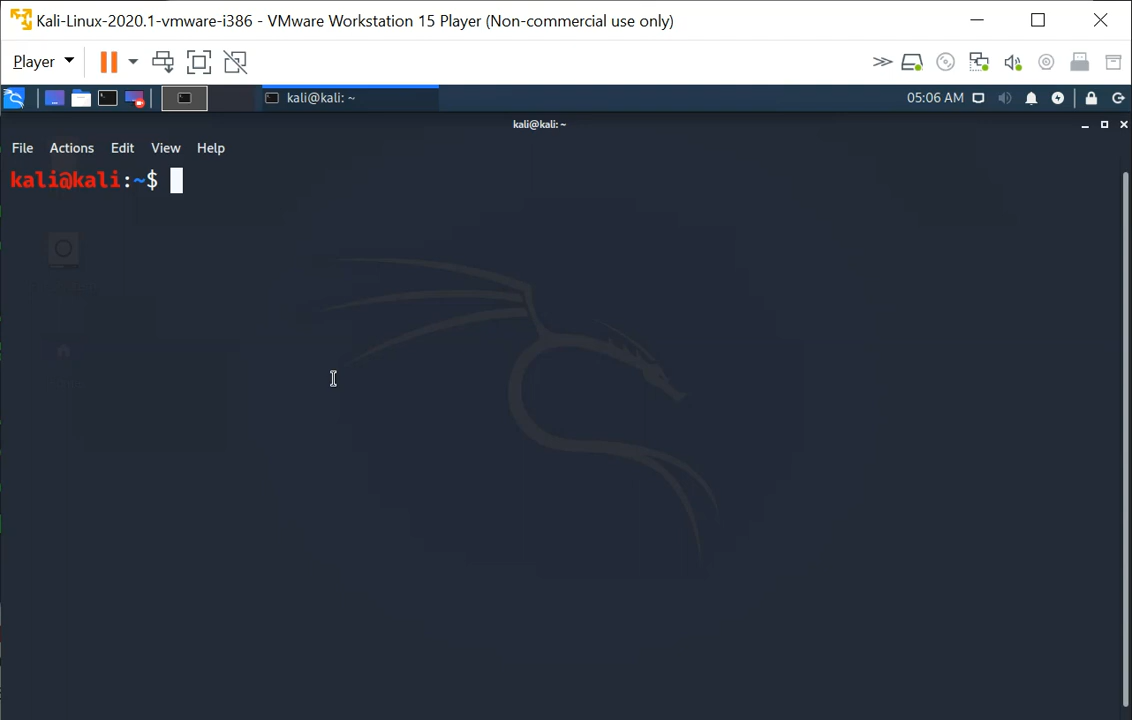 Kali-Linux-2020.1-vmware-i386 - VMware Workstation 15 Player (Non-commercial use only)
Player
kali@kali: ~
05:06 AM
kali@kali: ~
File Actions Edit View Help
kali@kali:~$